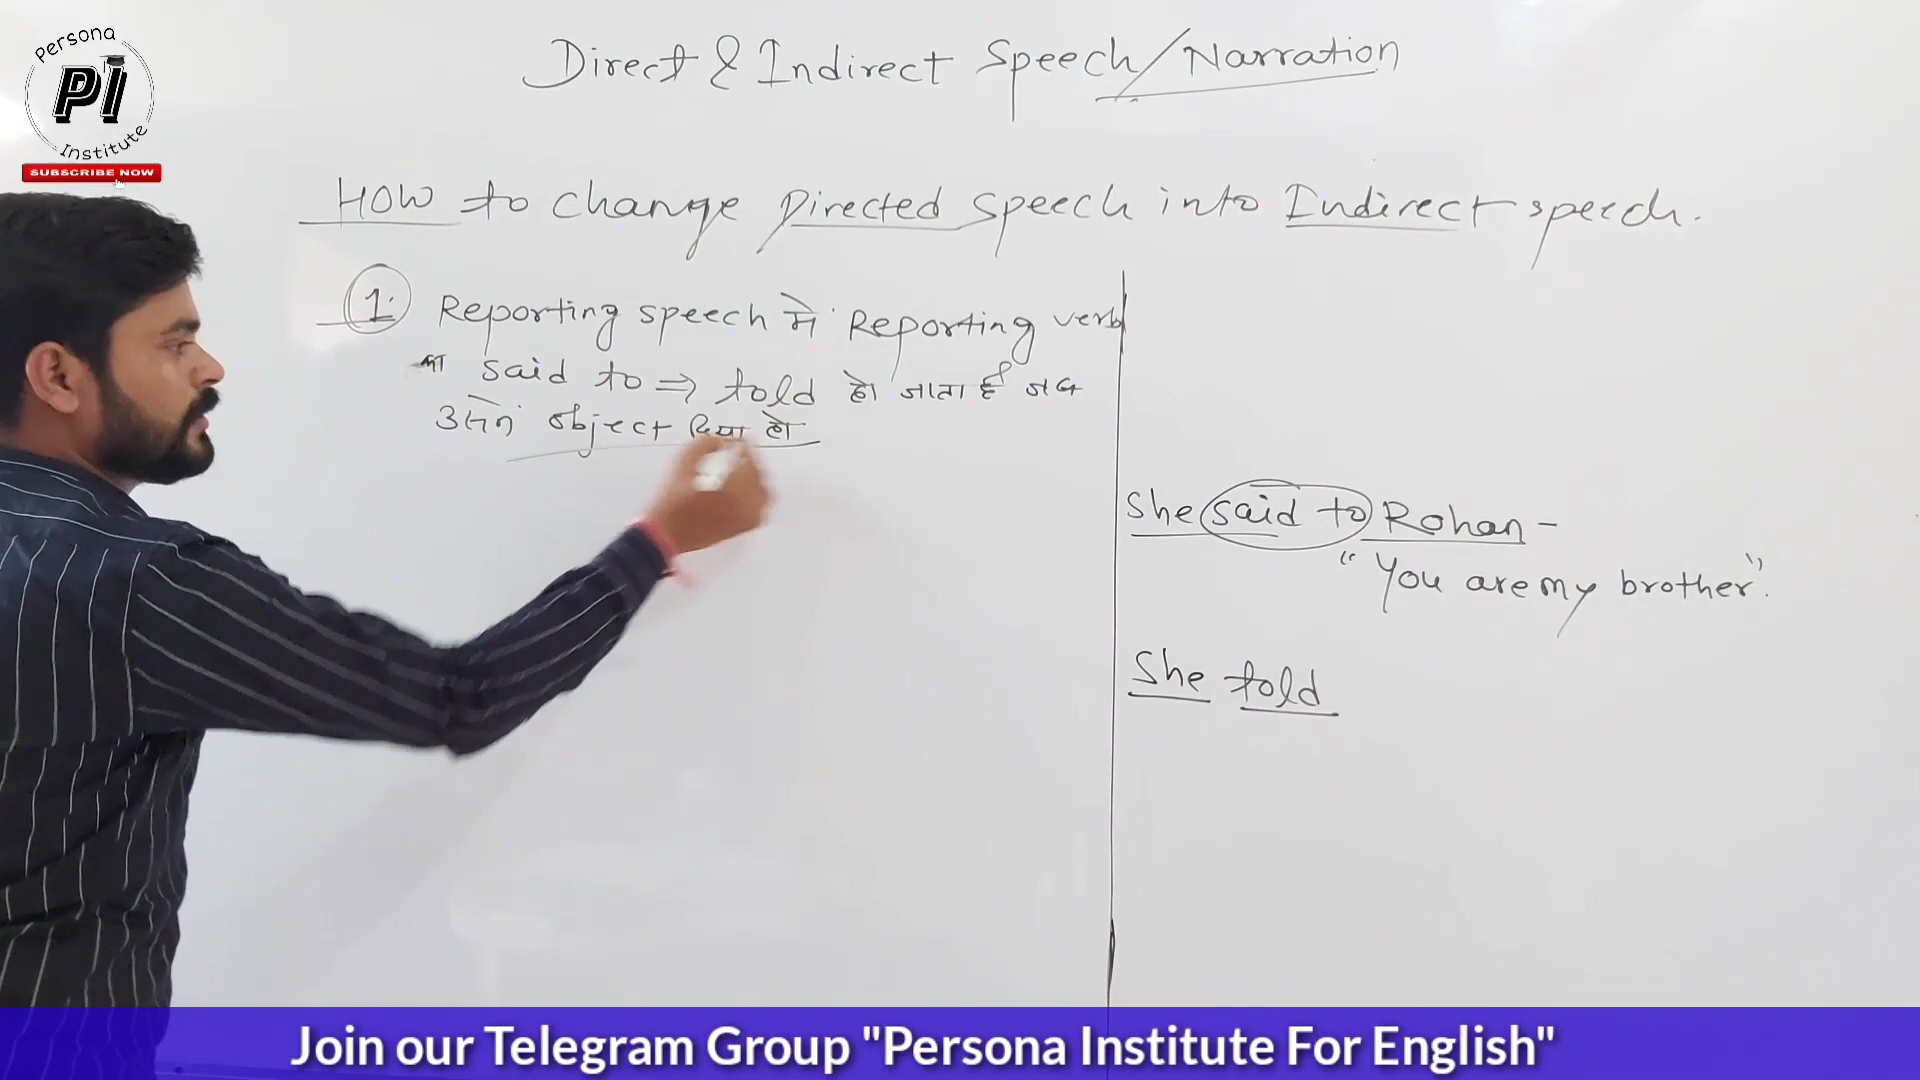 Persona
PI
Institute
SUBSCRIBE NOW
Direct & Indirect Speech/Narration
HOW to change Directed speech into Indirect speech.
1. Reporting speech मे Reporting verb
का said to ⇒ told हो जाता है जब
उसमें object दिया हो
She said to Rohan –
"You are my brother".
She told
Join our Telegram Group "Persona Institute For English"